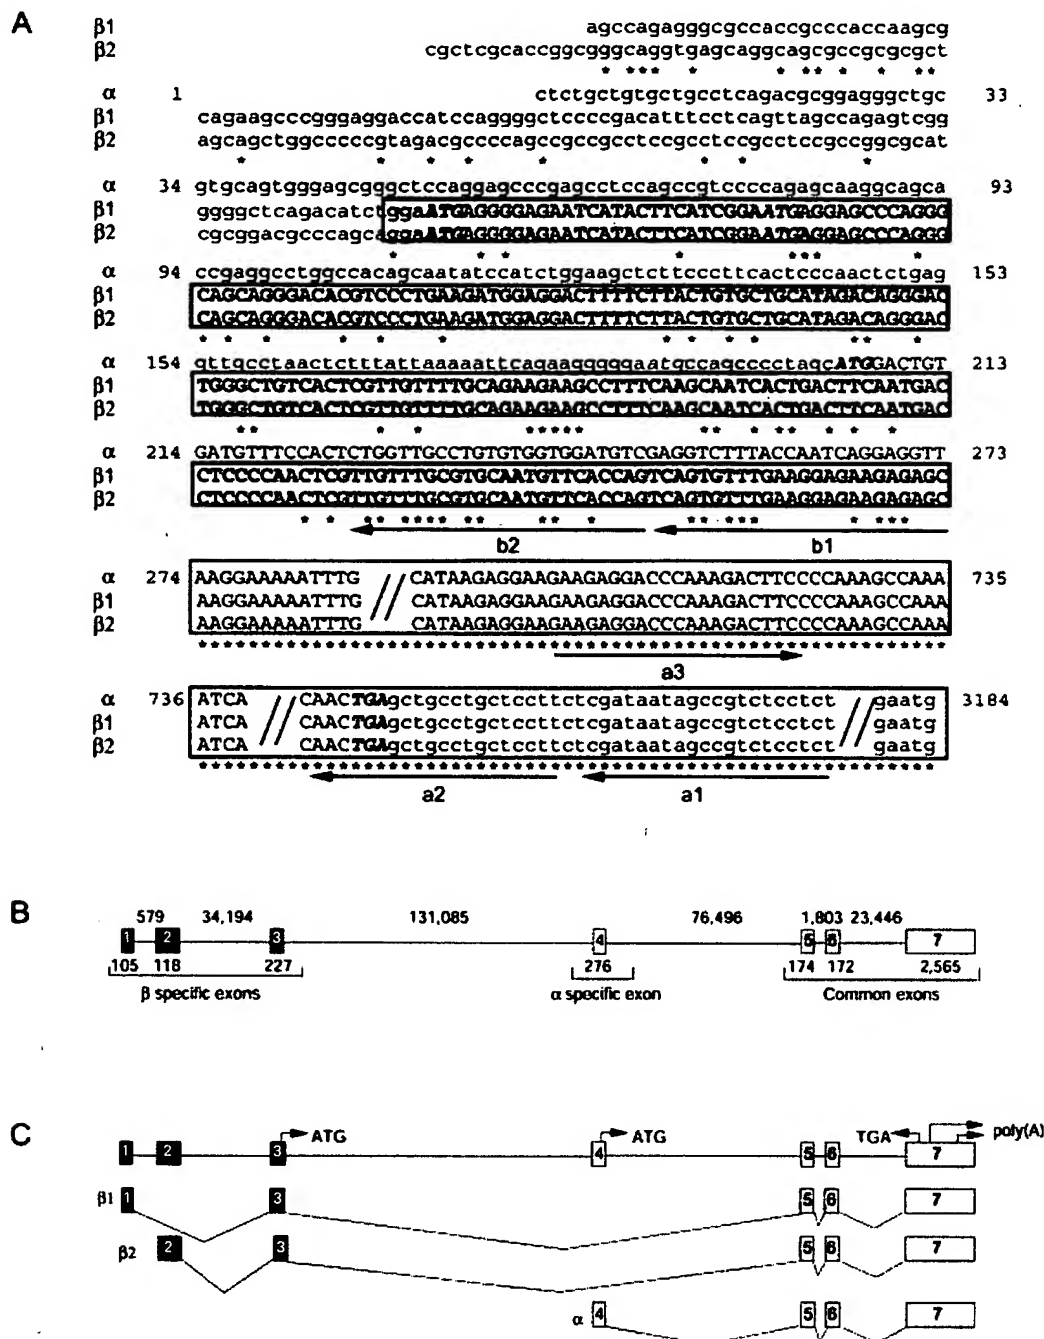 A
β1 agccagagggcgccaccgcccaccaagcg
β2 cgctcgcaccggcgggcaggtgagcaggcagcgccgcgcgct
* *** * * ** * * **
α 1 ctctgctgtgctgcctcagacgcggagggctgc 33
β1 cagaagcccgggaggaccatccaggggctccccgacatttcctcagttagccagagtcgg
β2 agcagctggcccccgtagacgccccagccgccgcctccgcctccgcctccgccggcgcat
* * * * * * * *
α 34 gtgcagtgggagcgggctccaggagcccgagcctccagccgtccccagagcaaggcagca 93
β1 ggggctcagacatctggaATGAGGGGAGAATCATACTTCATCGGAATGAGGAGCCCAGGG
β2 cgcggacgcccagcaggaATGAGGGGAGAATCATACTTCATCGGAATGAGGAGCCCAGGG
* * * * *** *
α 94 ccgaggcctggccacagcaatatccatctggaagctcttcccttcactcccaactctgag 153
β1 CAGCAGGGACACGTCCCTGAAGATGGAGGACTTTTCTTACTGTGCTGCATAGACAGGGAC
β2 CAGCAGGGACACGTCCCTGAAGATGGAGGACTTTTCTTACTGTGCTGCATAGACAGGGAC
* * * * * * * * * ** *
α 154 gttgcctaactctttattaaaaattcagaagggggaatgccagcccctagcATGGACTGT 213
β1 TGGGCTGTCACTCGTTGTTTTGCAGAAGAAGCCTTTCAAGCAATCACTGACTTCAATGAC
β2 TGGGCTGTCACTCGTTGTTTTGCAGAAGAAGCCTTTCAAGCAATCACTGACTTCAATGAC
** * * ***** ** * ** * *
α 214 GATGTTTCCACTCTGGTTGCCTGTGTGGTGGATGTCGAGGTCTTTACCAATCAGGAGGTT 273
β1 CTCCCCAACTCGTTGTTTGCGTGCAATGTTCACCAGTCAGTGTTTGAAGGAGAAGAGAGC
β2 CTCCCCAACTCGTTGTTTGCGTGCAATGTTCACCAGTCAGTGTTTGAAGGAGAAGAGAGC
* * ** **** ** ** * ** ** * ***
b2 b1
α 274 AAGGAAAAATTTG // CATAAGAGGAAGAAGAGGACCCAAAGACTTCCCCAAAGCCAAA 735
β1 AAGGAAAAATTTG CATAAGAGGAAGAAGAGGACCCAAAGACTTCCCCAAAGCCAAA
β2 AAGGAAAAATTTG CATAAGAGGAAGAAGAGGACCCAAAGACTTCCCCAAAGCCAAA
************************************************************
a3
α 736 ATCA // CAACTGAgctgcctgctccttctcgataatagccgtctcctct // gaatg 3184
β1 ATCA CAACTGAgctgcctgctccttctcgataatagccgtctcctct gaatg
β2 ATCA CAACTGAgctgcctgctccttctcgataatagccgtctcctct gaatg
***********************************************************
a2 a1
B
579 34,194 131,085 76,496 1,803 23,446
1 2 3 4 5 6 7
105 118 227 276 174 172 2,565
β specific exons α specific exon Common exons
C
ATG ATG TGA poly(A)
1 2 3 4 5 6 7
β1 1 3 5 6 7
β2 2 3 5 6 7
α 4 5 6 7